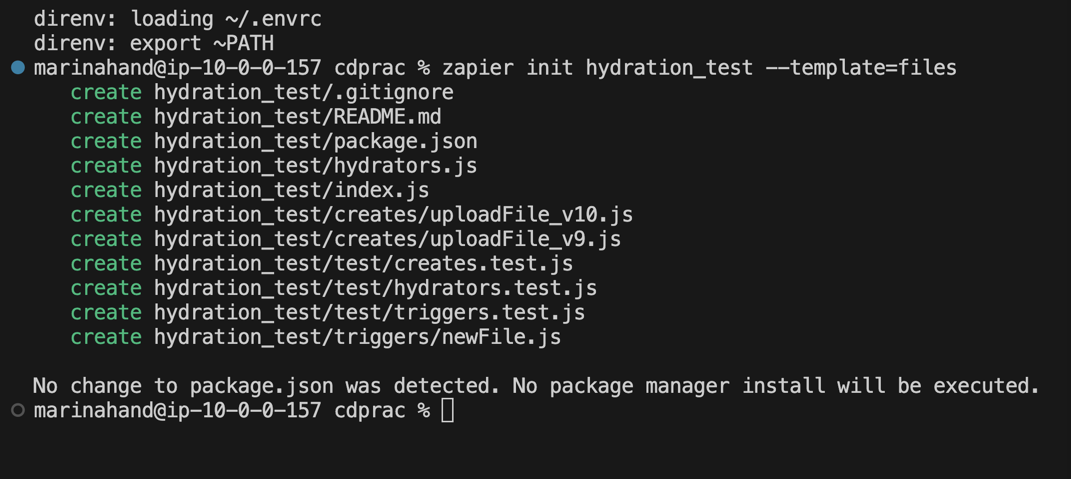 direnv: loading ~/.envrc
direnv: export ~PATH
marinahand@ip-10-0-0-157 cdprac % zapier init hydration_test --template=files
create hydration_test/.gitignore
create hydration_test/README.md
create hydration_test/package.json
create hydration_test/hydrators.js
create hydration_test/index.js
create hydration_test/creates/uploadFile_v10.js
create hydration_test/creates/uploadFile_v9.js
create hydration_test/test/creates.test.js
create hydration_test/test/hydrators.test.js
create hydration_test/test/triggers.test.js
create hydration_test/triggers/newFile.js
No change to package.json was detected. No package manager install will be executed.
marinahand@ip-10-0-0-157 cdprac %